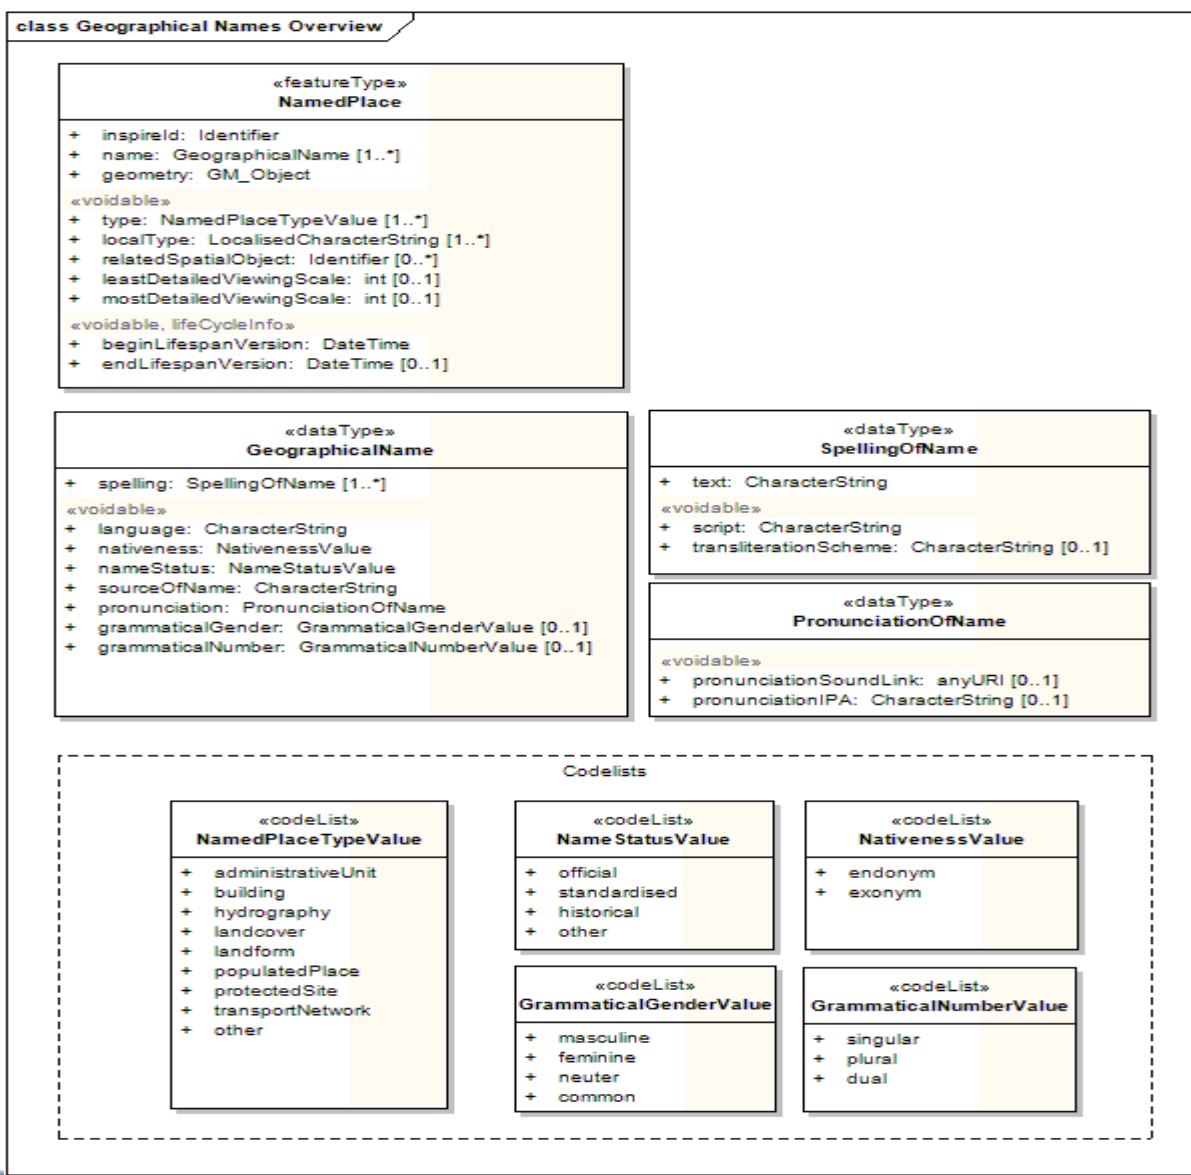 class Geographical Names Overview
«featureType»
NamedPlace
+ inspireId: Identifier
+ name: GeographicalName [1..*]
+ geometry: GM_Object
«voidable»
+ type: NamedPlaceTypeValue [1..*]
+ localType: LocalisedCharacterString [1..*]
+ relatedSpatialObject: Identifier [0..*]
+ leastDetailedViewingScale: int [0..1]
+ mostDetailedViewingScale: int [0..1]
«voidable, lifeCycleInfo»
+ beginLifespanVersion: DateTime
+ endLifespanVersion: DateTime [0..1]
«dataType»
GeographicalName
+ spelling: SpellingOfName [1..*]
«voidable»
+ language: CharacterString
+ nativeness: NativenessValue
+ nameStatus: NameStatusValue
+ sourceOfName: CharacterString
+ pronunciation: PronunciationOfName
+ grammaticalGender: GrammaticalGenderValue [0..1]
+ grammaticalNumber: GrammaticalNumberValue [0..1]
«dataType»
SpellingOfName
+ text: CharacterString
«voidable»
+ script: CharacterString
+ transliterationScheme: CharacterString [0..1]
«dataType»
PronunciationOfName
«voidable»
+ pronunciationSoundLink: anyURI [0..1]
+ pronunciationIPA: CharacterString [0..1]
Codelists
«codeList»
NamedPlaceTypeValue
+ administrativeUnit
+ building
+ hydrography
+ landcover
+ landform
+ populatedPlace
+ protectedSite
+ transportNetwork
+ other
«codeList»
NameStatusValue
+ official
+ standardised
+ historical
+ other
«codeList»
NativenessValue
+ endonym
+ exonym
«codeList»
GrammaticalGenderValue
+ masculine
+ feminine
+ neuter
+ common
«codeList»
GrammaticalNumberValue
+ singular
+ plural
+ dual